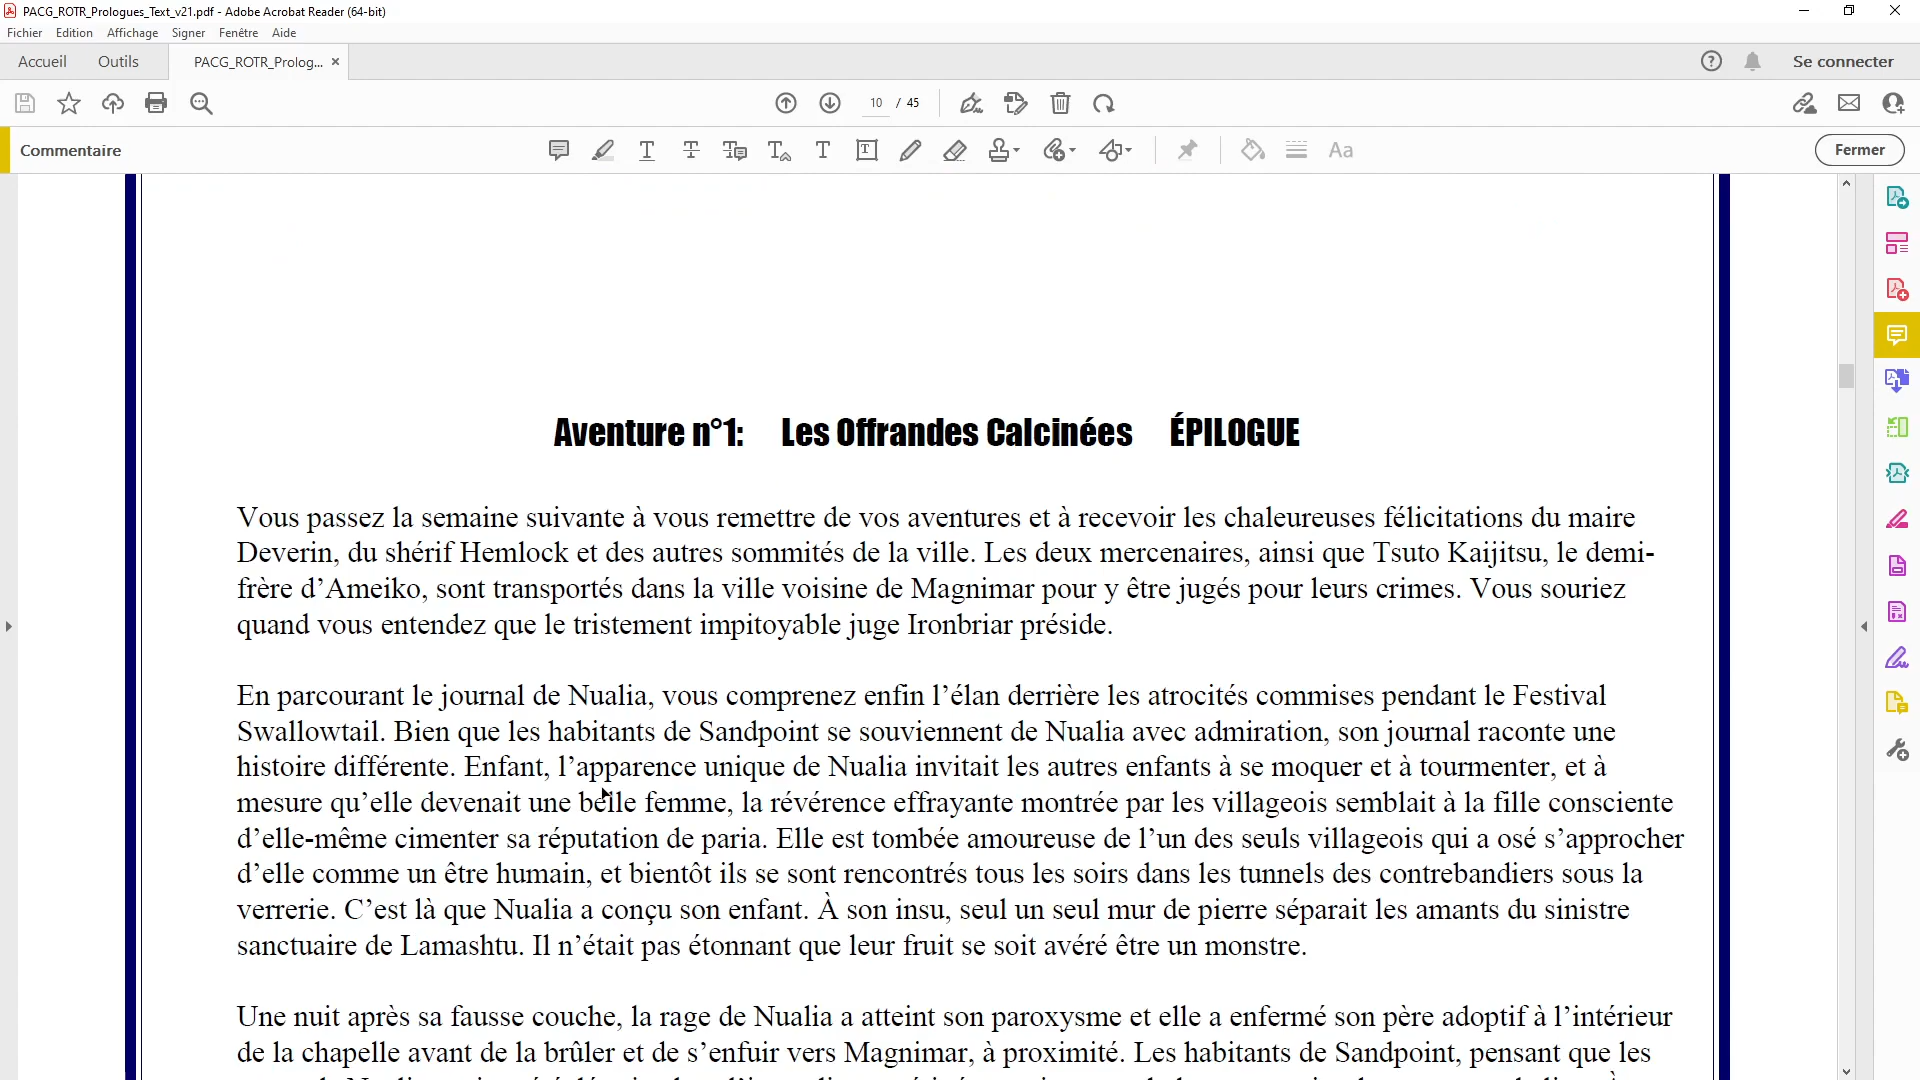 PACG_ROTR_Prologues_Text_v21.pdf - Adobe Acrobat Reader (64-bit)
Fichier Edition Affichage Signer Fenêtre Aide
Accueil Outils PACG_ROTR_Prolog... × Se connecter
10 / 45
Commentaire Aa Fermer
Aventure n°1: Les Offrandes Calcinées ÉPILOGUE
Vous passez la semaine suivante à vous remettre de vos aventures et à recevoir les chaleureuses félicitations du maire
Deverin, du shérif Hemlock et des autres sommités de la ville. Les deux mercenaires, ainsi que Tsuto Kaijitsu, le demi-
frère d’Ameiko, sont transportés dans la ville voisine de Magnimar pour y être jugés pour leurs crimes. Vous souriez
quand vous entendez que le tristement impitoyable juge Ironbriar préside.
En parcourant le journal de Nualia, vous comprenez enfin l’élan derrière les atrocités commises pendant le Festival
Swallowtail. Bien que les habitants de Sandpoint se souviennent de Nualia avec admiration, son journal raconte une
histoire différente. Enfant, l’apparence unique de Nualia invitait les autres enfants à se moquer et à tourmenter, et à
mesure qu’elle devenait une belle femme, la révérence effrayante montrée par les villageois semblait à la fille consciente
d’elle-même cimenter sa réputation de paria. Elle est tombée amoureuse de l’un des seuls villageois qui a osé s’approcher
d’elle comme un être humain, et bientôt ils se sont rencontrés tous les soirs dans les tunnels des contrebandiers sous la
verrerie. C’est là que Nualia a conçu son enfant. À son insu, seul un seul mur de pierre séparait les amants du sinistre
sanctuaire de Lamashtu. Il n’était pas étonnant que leur fruit se soit avéré être un monstre.
Une nuit après sa fausse couche, la rage de Nualia a atteint son paroxysme et elle a enfermé son père adoptif à l’intérieur
de la chapelle avant de la brûler et de s’enfuir vers Magnimar, à proximité. Les habitants de Sandpoint, pensant que les